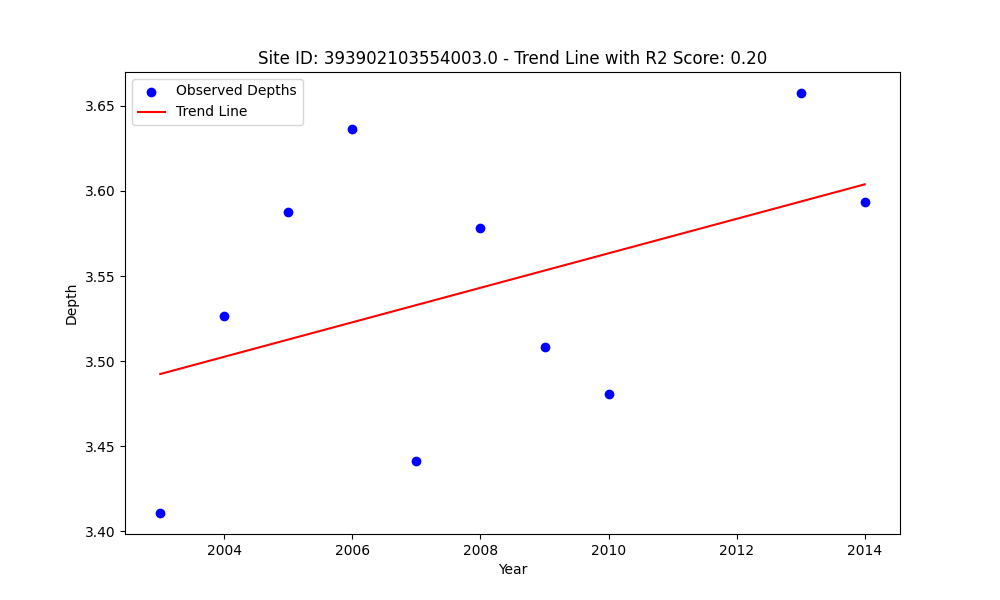 Site ID: 393902103554003.0 - Trend Line with R2 Score: 0.20
Observed Depths
Trend Line
3.65
3.60
3.55
3.50
3.45
3.40
Depth
2004
2006
2008
2010
2012
2014
Year